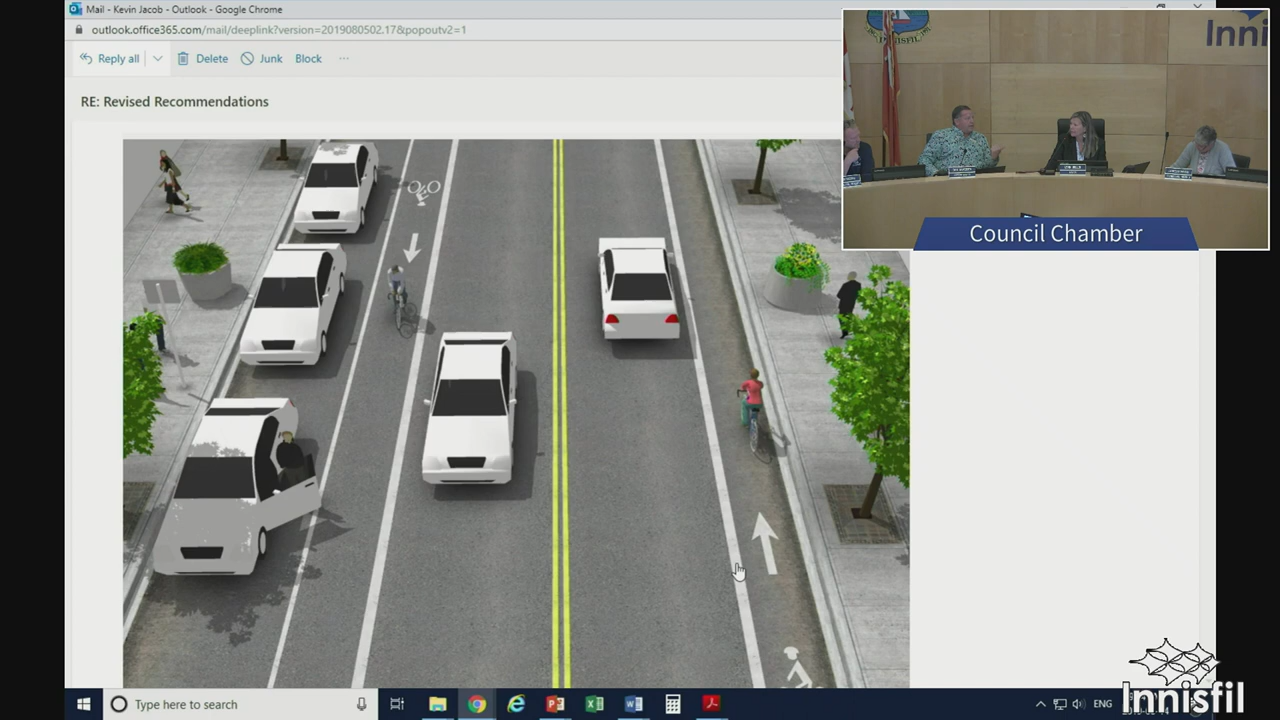 Mail - Kevin Jacob - Outlook - Google Chrome
outlook.office365.com/mail/deeplink?version=2019080502.17&popoutv2=1
Reply all
Delete
Junk
Block
RE: Revised Recommendations
Inni
Council Chamber
Type here to search
ENG
Innisfil